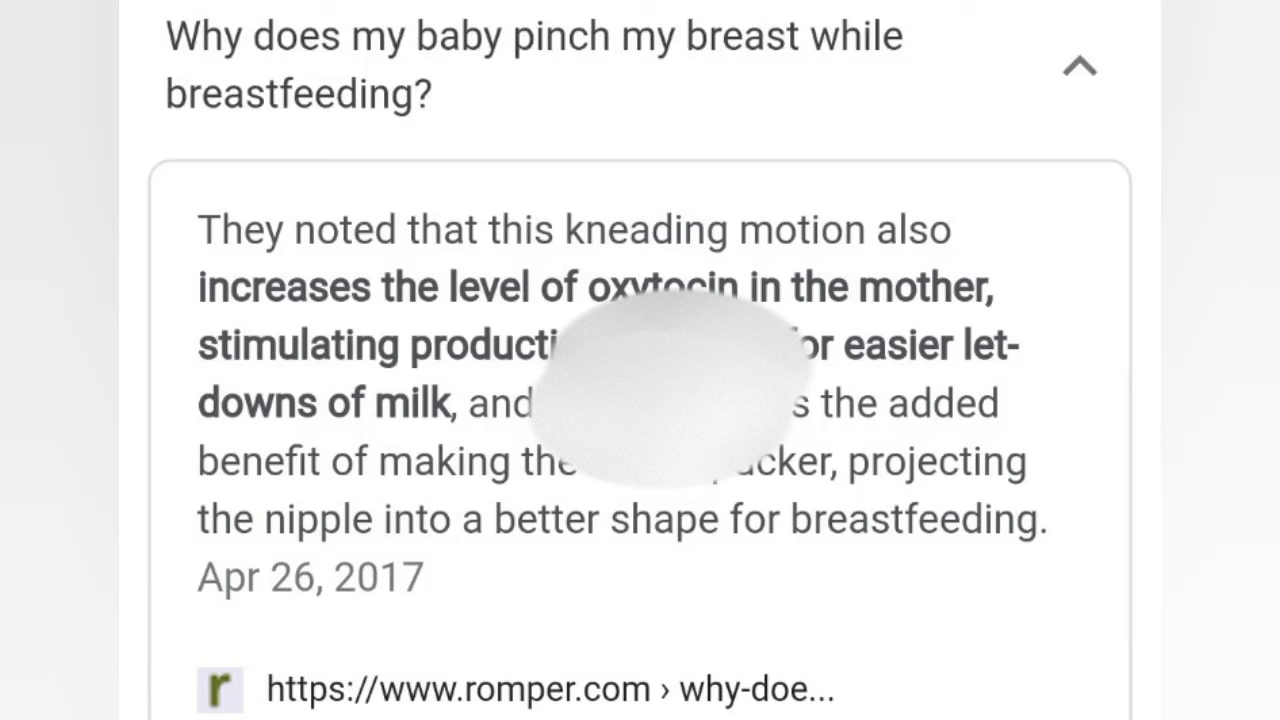 Why does my baby pinch my breast while
breastfeeding?
They noted that this kneading motion also
increases the level of oxytocin in the mother,
stimulating easier let-
downs of milk, and the added
benefit of making the projecting
the nipple into a better shape for breastfeeding.
Apr 26, 2017
r
https://www.romper.com › why-doe...